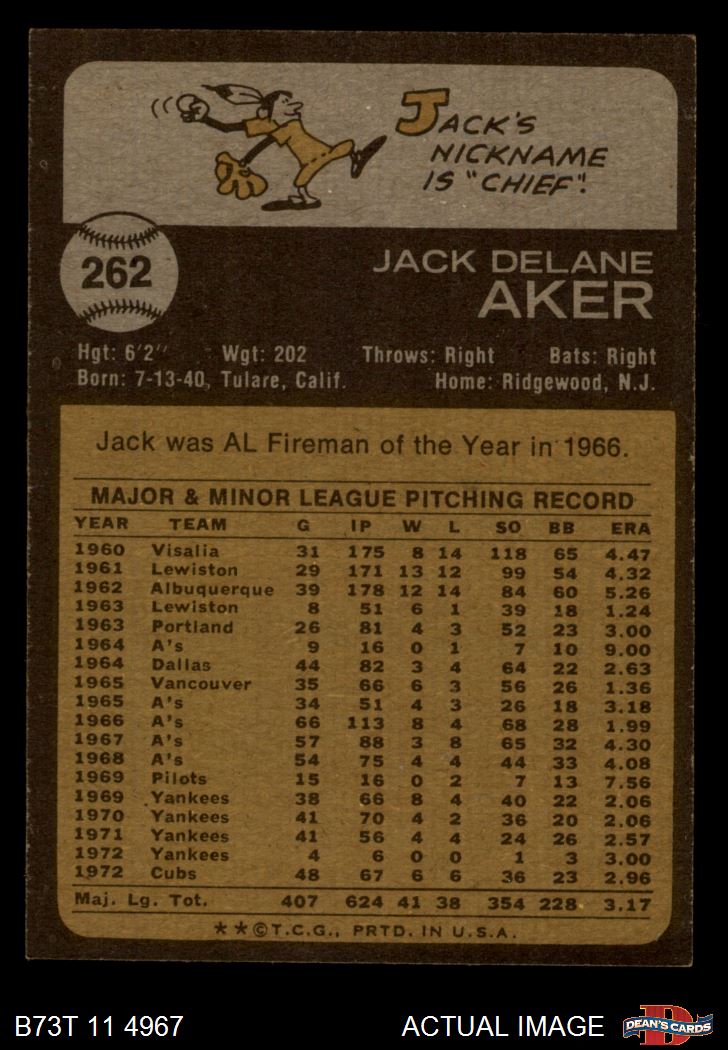 JACK'S
NICKNAME
IS "CHIEF"!
262
JACK DELANE
AKER
Hgt: 6'2" Wgt: 202 Throws: Right Bats: Right
Born: 7-13-40, Tulare, Calif. Home: Ridgewood, N.J.
Jack was AL Fireman of the Year in 1966.
MAJOR & MINOR LEAGUE PITCHING RECORD
YEAR TEAM G IP W L SO BB ERA
1960 Visalia 31 175 8 14 118 65 4.47
1961 Lewiston 29 171 13 12 99 54 4.32
1962 Albuquerque 39 178 12 14 84 60 5.26
1963 Lewiston 8 51 6 1 39 18 1.24
1963 Portland 26 81 4 3 52 23 3.00
1964 A's 9 16 0 1 7 10 9.00
1964 Dallas 44 82 3 4 64 22 2.63
1965 Vancouver 35 66 6 3 56 26 1.36
1965 A's 34 51 4 3 26 18 3.18
1966 A's 66 113 8 4 68 28 1.99
1967 A's 57 88 3 8 65 32 4.30
1968 A's 54 75 4 4 44 33 4.08
1969 Pilots 15 16 0 2 7 13 7.56
1969 Yankees 38 66 8 4 40 22 2.06
1970 Yankees 41 70 4 2 36 20 2.06
1971 Yankees 41 56 4 4 24 26 2.57
1972 Yankees 4 6 0 0 1 3 3.00
1972 Cubs 48 67 6 6 36 23 2.96
Maj. Lg. Tot. 407 624 41 38 354 228 3.17
**©T.C.G., PRTD. IN U.S.A.
B73T 11 4967 ACTUAL IMAGE DEAN'S CARDS